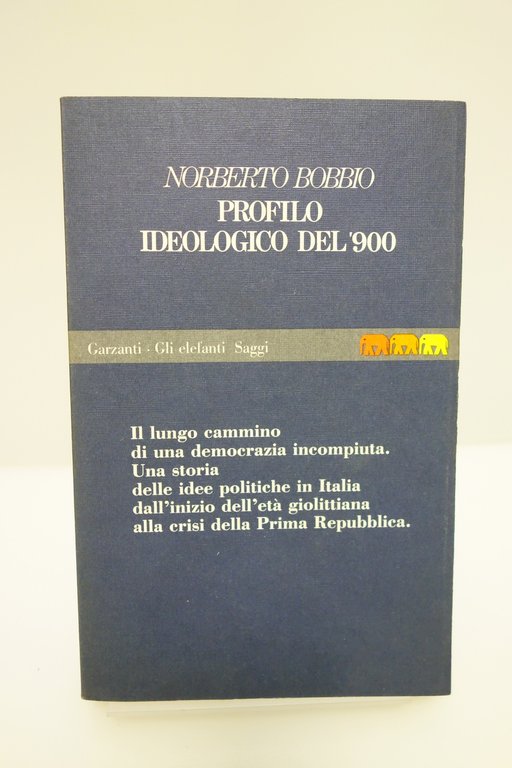 NORBERTO BOBBIO
PROFILO
IDEOLOGICO DEL '900
Garzanti · Gli elefanti Saggi
Il lungo cammino
di una democrazia incompiuta.
Una storia
delle idee politiche in Italia
dall'inizio dell'età giolittiana
alla crisi della Prima Repubblica.